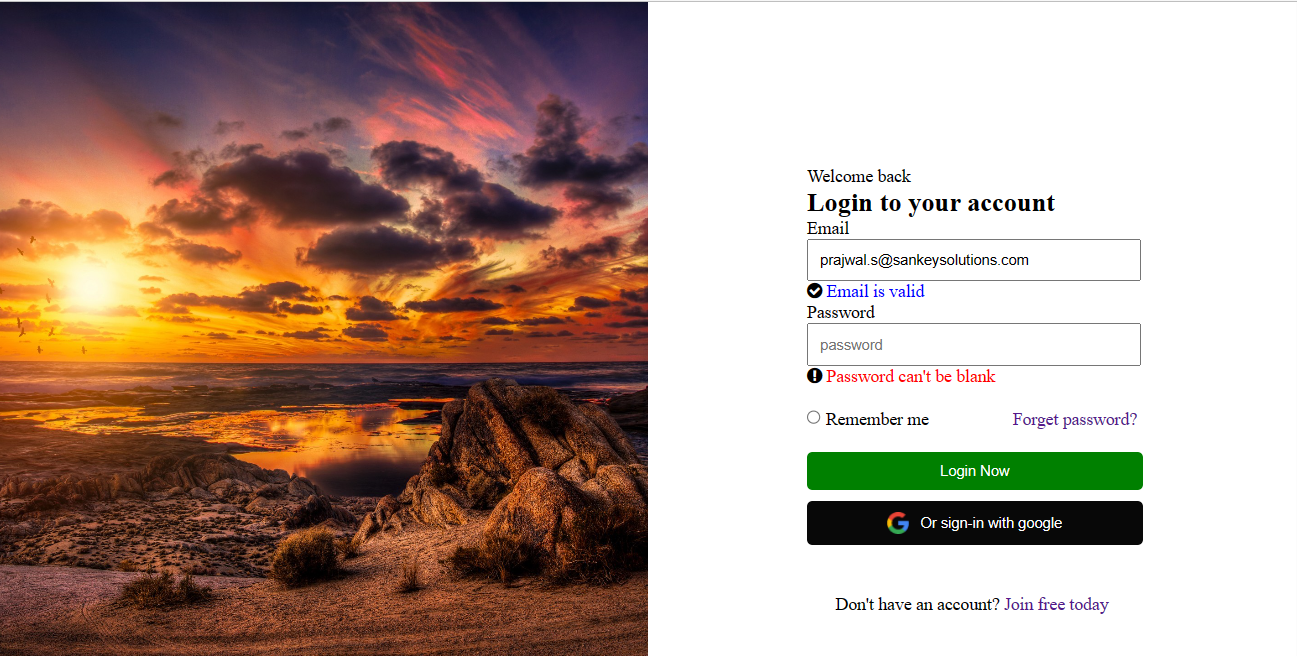 Welcome back
Login to your account
Email
prajwal.s@sankeysolutions.com
Email is valid
Password
password
Password can't be blank
Remember me Forget password?
Login Now
Or sign-in with google
Don't have an account? Join free today